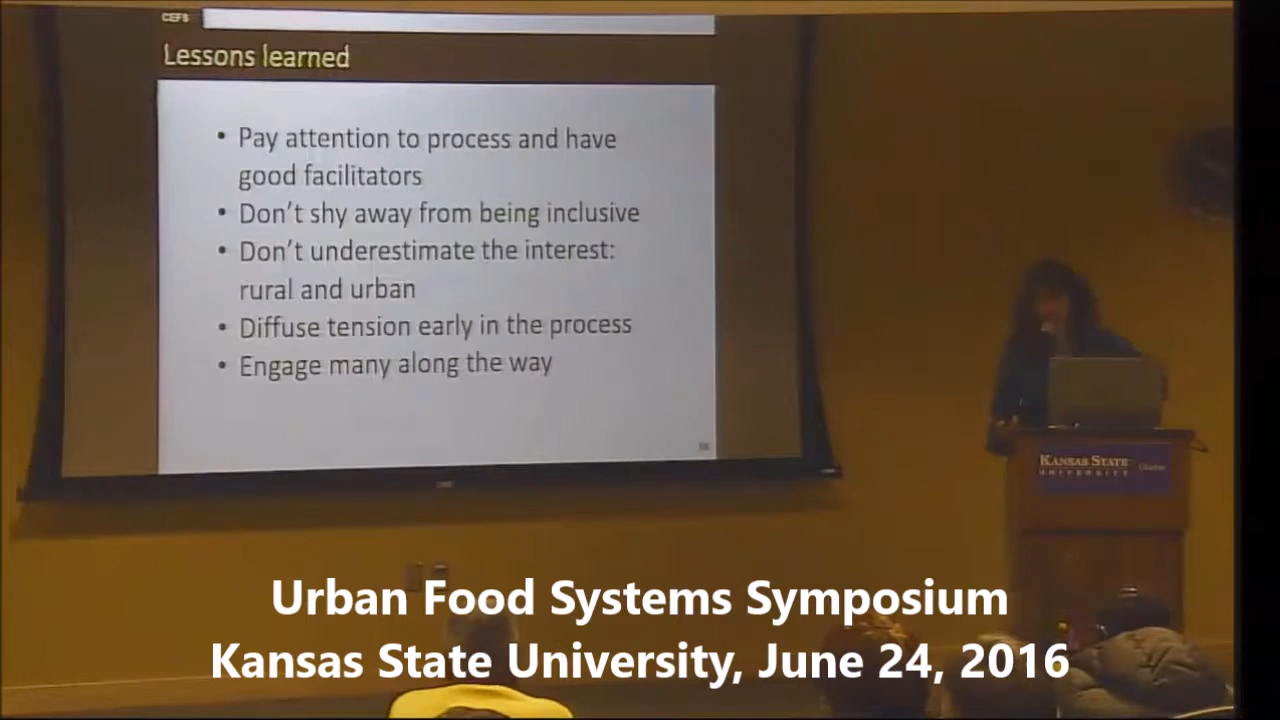 CEFS
Lessons learned
• Pay attention to process and have
good facilitators
• Don't shy away from being inclusive
• Don't underestimate the interest:
rural and urban
• Diffuse tension early in the process
• Engage many along the way
KANSAS STATE
UNIVERSITY
Urban Food Systems Symposium
Kansas State University, June 24, 2016